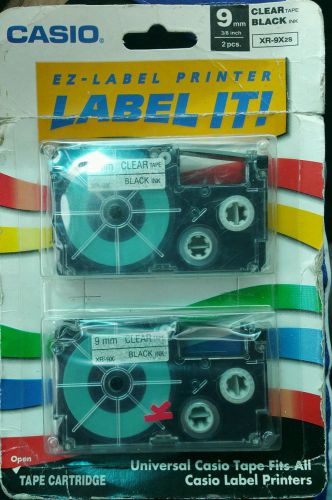 CASIO
9 mm
3/8 inch
2 pcs.
CLEAR TAPE
BLACK INK
XR-9X2S
EZ-LABEL PRINTER
LABEL IT!
mm CLEAR TAPE
BLACK INK
9 mm CLEAR TAPE
XR-9X BLACK INK
K
Open
TAPE CARTRIDGE
Universal Casio Tape Fits All
Casio Label Printers